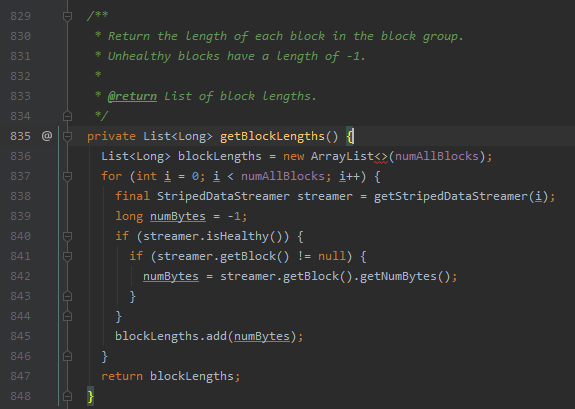 829 /**
830 * Return the length of each block in the block group.
831 * Unhealthy blocks have a length of -1.
832 *
833 * @return List of block lengths.
834 */
835 @ private List<Long> getBlockLengths() {
836 List<Long> blockLengths = new ArrayList<>(numAllBlocks);
837 for (int i = 0; i < numAllBlocks; i++) {
838 final StripedDataStreamer streamer = getStripedDataStreamer(i);
839 long numBytes = -1;
840 if (streamer.isHealthy()) {
841 if (streamer.getBlock() != null) {
842 numBytes = streamer.getBlock().getNumBytes();
843 }
844 }
845 blockLengths.add(numBytes);
846 }
847 return blockLengths;
848 }